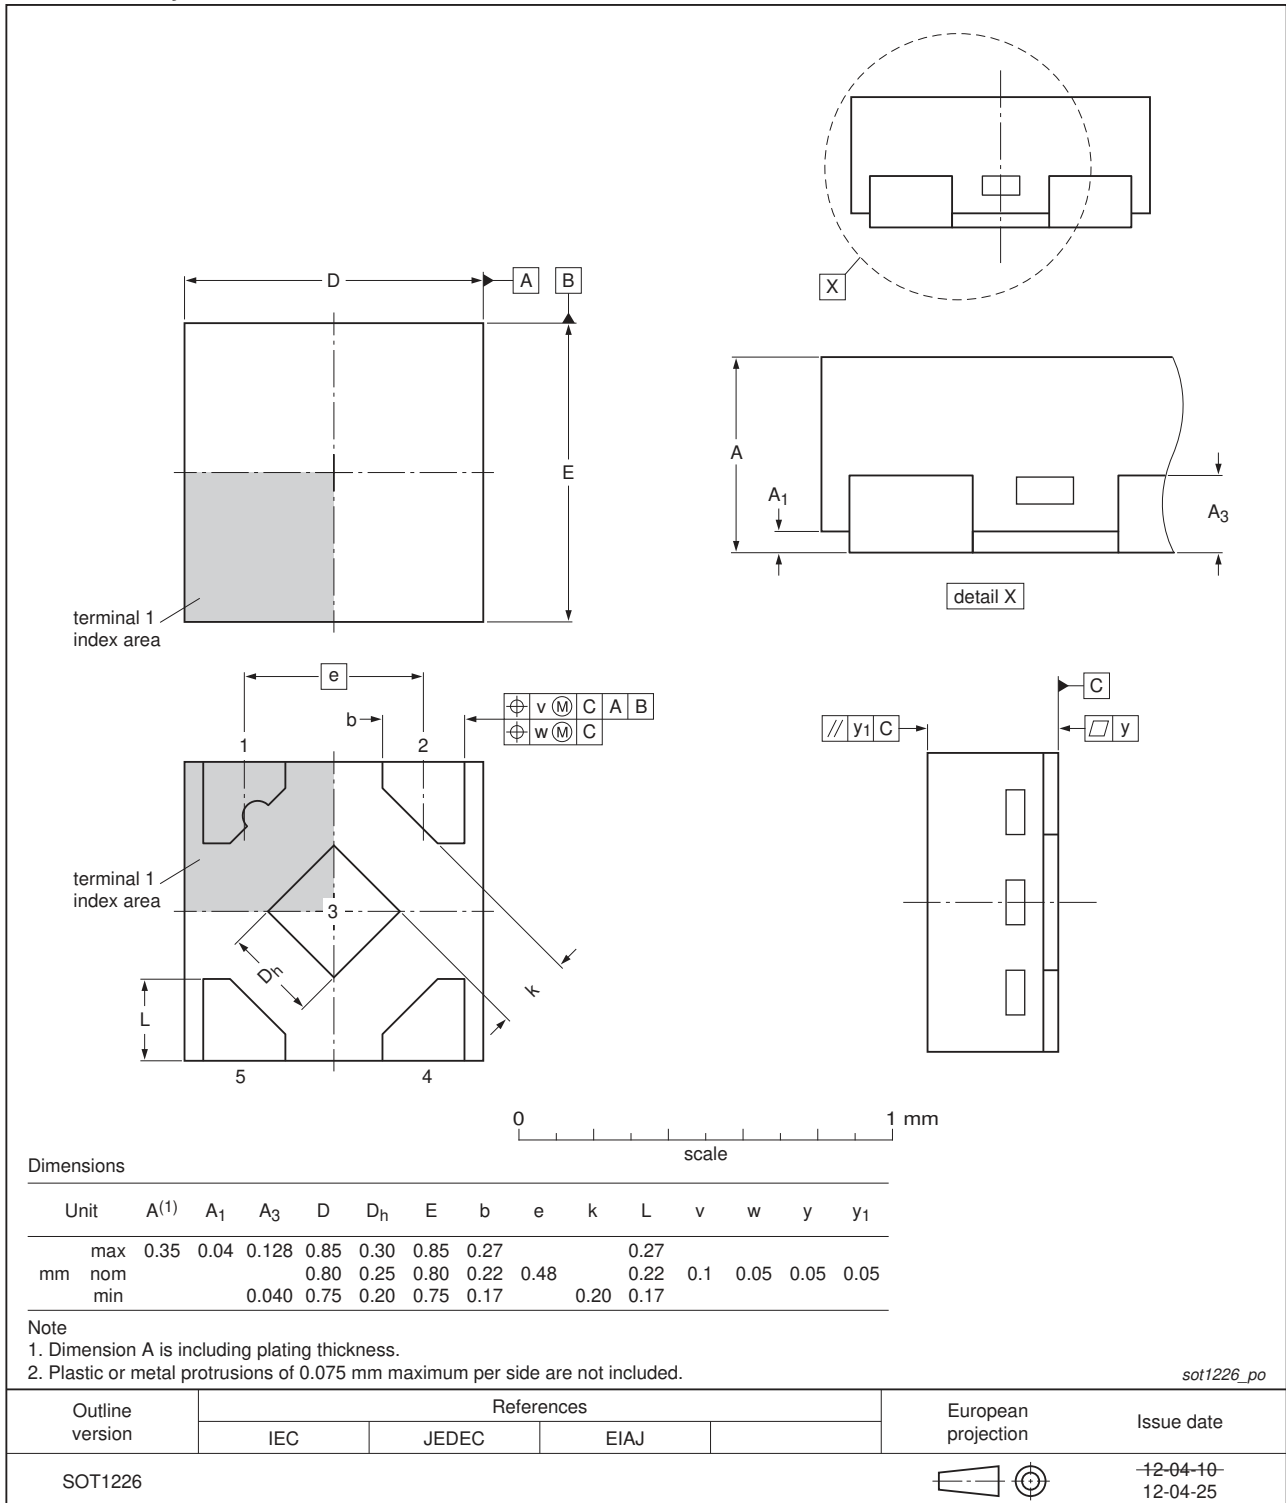 X
D
A
B
E
terminal 1
index area
A
A1
A3
detail X
e
b
v M C A B
w M C
1
2
C
// y1 C
y
terminal 1
index area
3
Dh
k
L
5
4
0
1 mm
scale
Dimensions
Unit A(1) A1 A3 D Dh E b e k L v w y y1
max 0.35 0.04 0.128 0.85 0.30 0.85 0.27 0.27
mm nom 0.80 0.25 0.80 0.22 0.48 0.22 0.1 0.05 0.05 0.05
min 0.040 0.75 0.20 0.75 0.17 0.20 0.17
Note
1. Dimension A is including plating thickness.
2. Plastic or metal protrusions of 0.075 mm maximum per side are not included.
sot1226_po
Outline
version
References
IEC JEDEC EIAJ
European
projection
Issue date
SOT1226
12-04-10
12-04-25